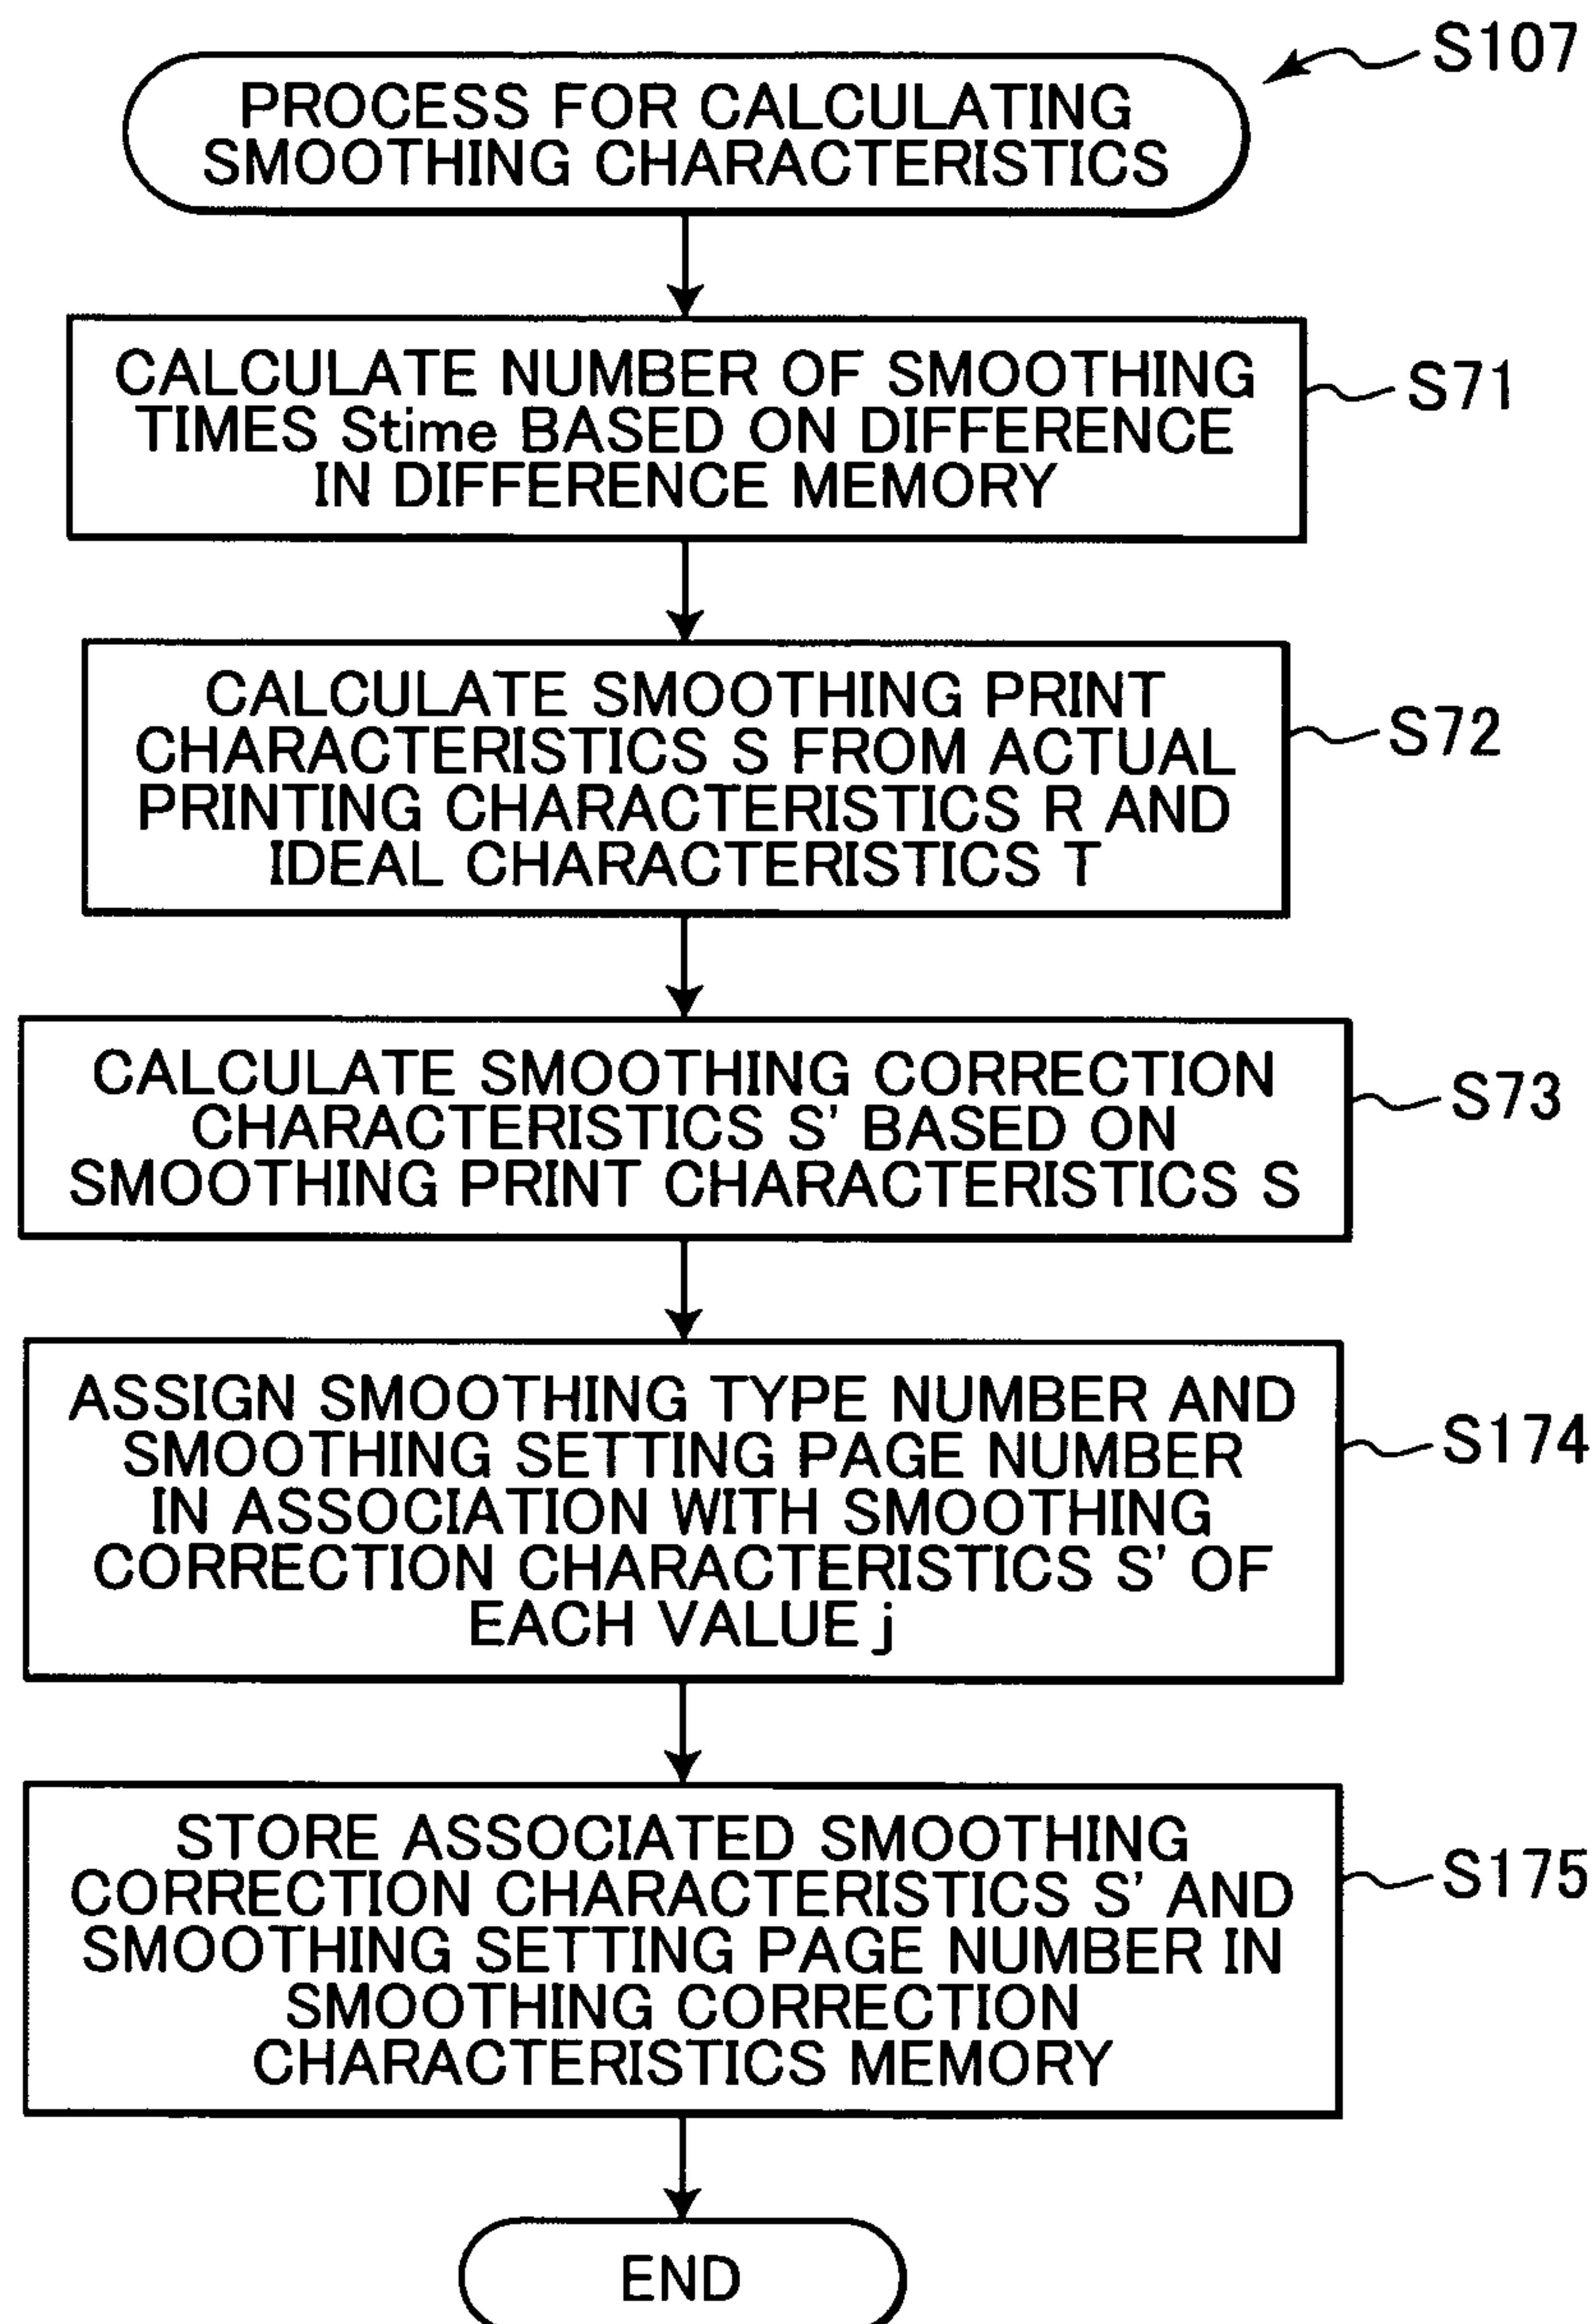 S107
PROCESS FOR CALCULATING
SMOOTHING CHARACTERISTICS
CALCULATE NUMBER OF SMOOTHING
TIMES Stime BASED ON DIFFERENCE
IN DIFFERENCE MEMORY
S71
CALCULATE SMOOTHING PRINT
CHARACTERISTICS S FROM ACTUAL
PRINTING CHARACTERISTICS R AND
IDEAL CHARACTERISTICS T
S72
CALCULATE SMOOTHING CORRECTION
CHARACTERISTICS S' BASED ON
SMOOTHING PRINT CHARACTERISTICS S
S73
ASSIGN SMOOTHING TYPE NUMBER AND
SMOOTHING SETTING PAGE NUMBER
IN ASSOCIATION WITH SMOOTHING
CORRECTION CHARACTERISTICS S' OF
EACH VALUE j
S174
STORE ASSOCIATED SMOOTHING
CORRECTION CHARACTERISTICS S' AND
SMOOTHING SETTING PAGE NUMBER IN
SMOOTHING CORRECTION
CHARACTERISTICS MEMORY
S175
END